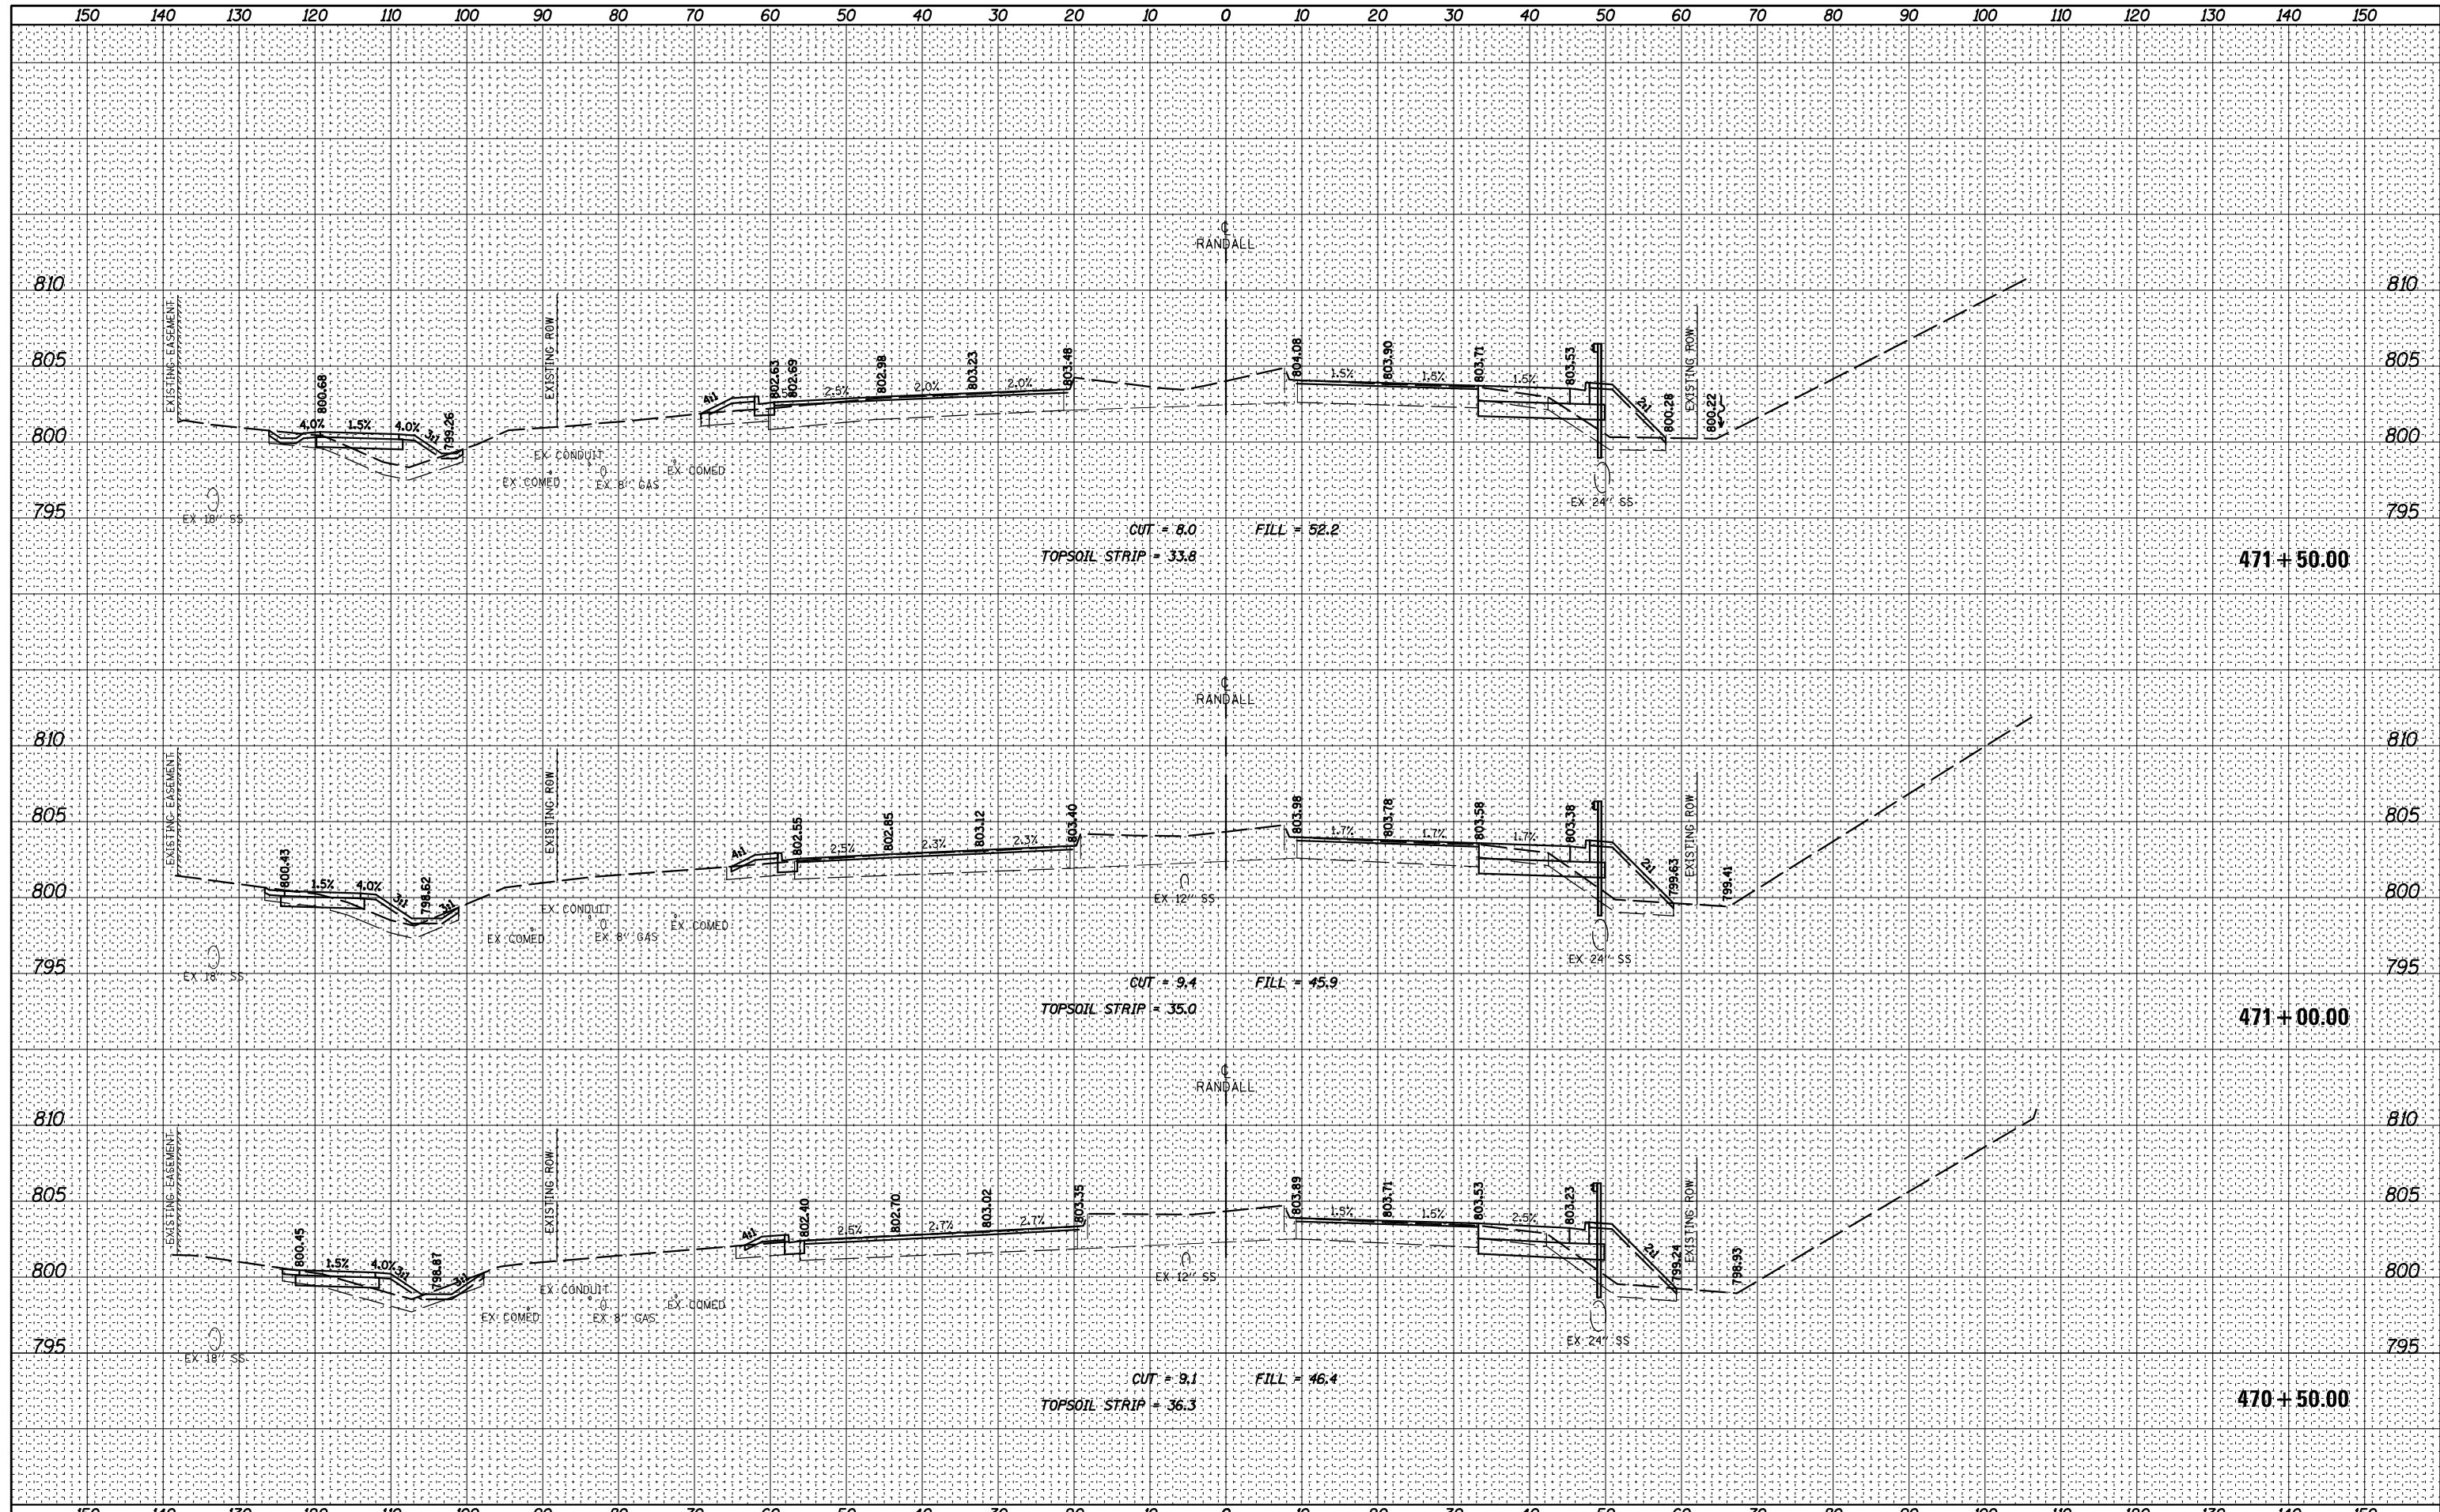 150 140 130 120 110 100 90 80 70 60 50 40 30 20 10 0 10 20 30 40 50 60 70 80 90 100 110 120 130 140 150
℄
RANDALL
810 810
EXISTING EASEMENT
EXISTING ROW
EXISTING ROW
805 805
800.68
799.26
802.63
802.69
802.98
803.23
803.48
804.08
803.90
803.71
803.53
800.28
800.22
4.0% 1.5% 4.0% 3:1
4:1 2.5% 2.0% 2.0%
1.5% 1.5% 1.5% 2:1
800 800
EX CONDUIT
EX COMED
EX 8'' GAS
EX COMED
EX 18'' SS
EX 24'' SS
795 795
CUT = 8.0 FILL = 52.2
TOPSOIL STRIP = 33.8
471+50.00
℄
RANDALL
810 810
EXISTING EASEMENT
EXISTING ROW
EXISTING ROW
805 805
800.43
798.62
802.55
802.85
803.12
803.40
803.98
803.78
803.58
803.38
799.63
799.41
1.5% 4.0% 3:1 3:1
4:1 2.5% 2.3% 2.3%
1.7% 1.7% 1.7% 2:1
800 800
EX CONDUIT
EX COMED
EX 8'' GAS
EX COMED
EX 12'' SS
EX 18'' SS
EX 24'' SS
795 795
CUT = 9.4 FILL = 45.9
TOPSOIL STRIP = 35.0
471+00.00
℄
RANDALL
810 810
EXISTING EASEMENT
EXISTING ROW
EXISTING ROW
805 805
800.45
798.87
802.40
802.70
803.02
803.35
803.89
803.71
803.53
803.23
799.24
798.93
1.5% 4.0% 3:1 3:1
4:1 2.5% 2.7% 2.7%
1.5% 1.5% 2.5% 2:1
800 800
EX CONDUIT
EX COMED
EX 8'' GAS
EX COMED
EX 12'' SS
EX 18'' SS
EX 24'' SS
795 795
CUT = 9.1 FILL = 46.4
TOPSOIL STRIP = 36.3
470+50.00